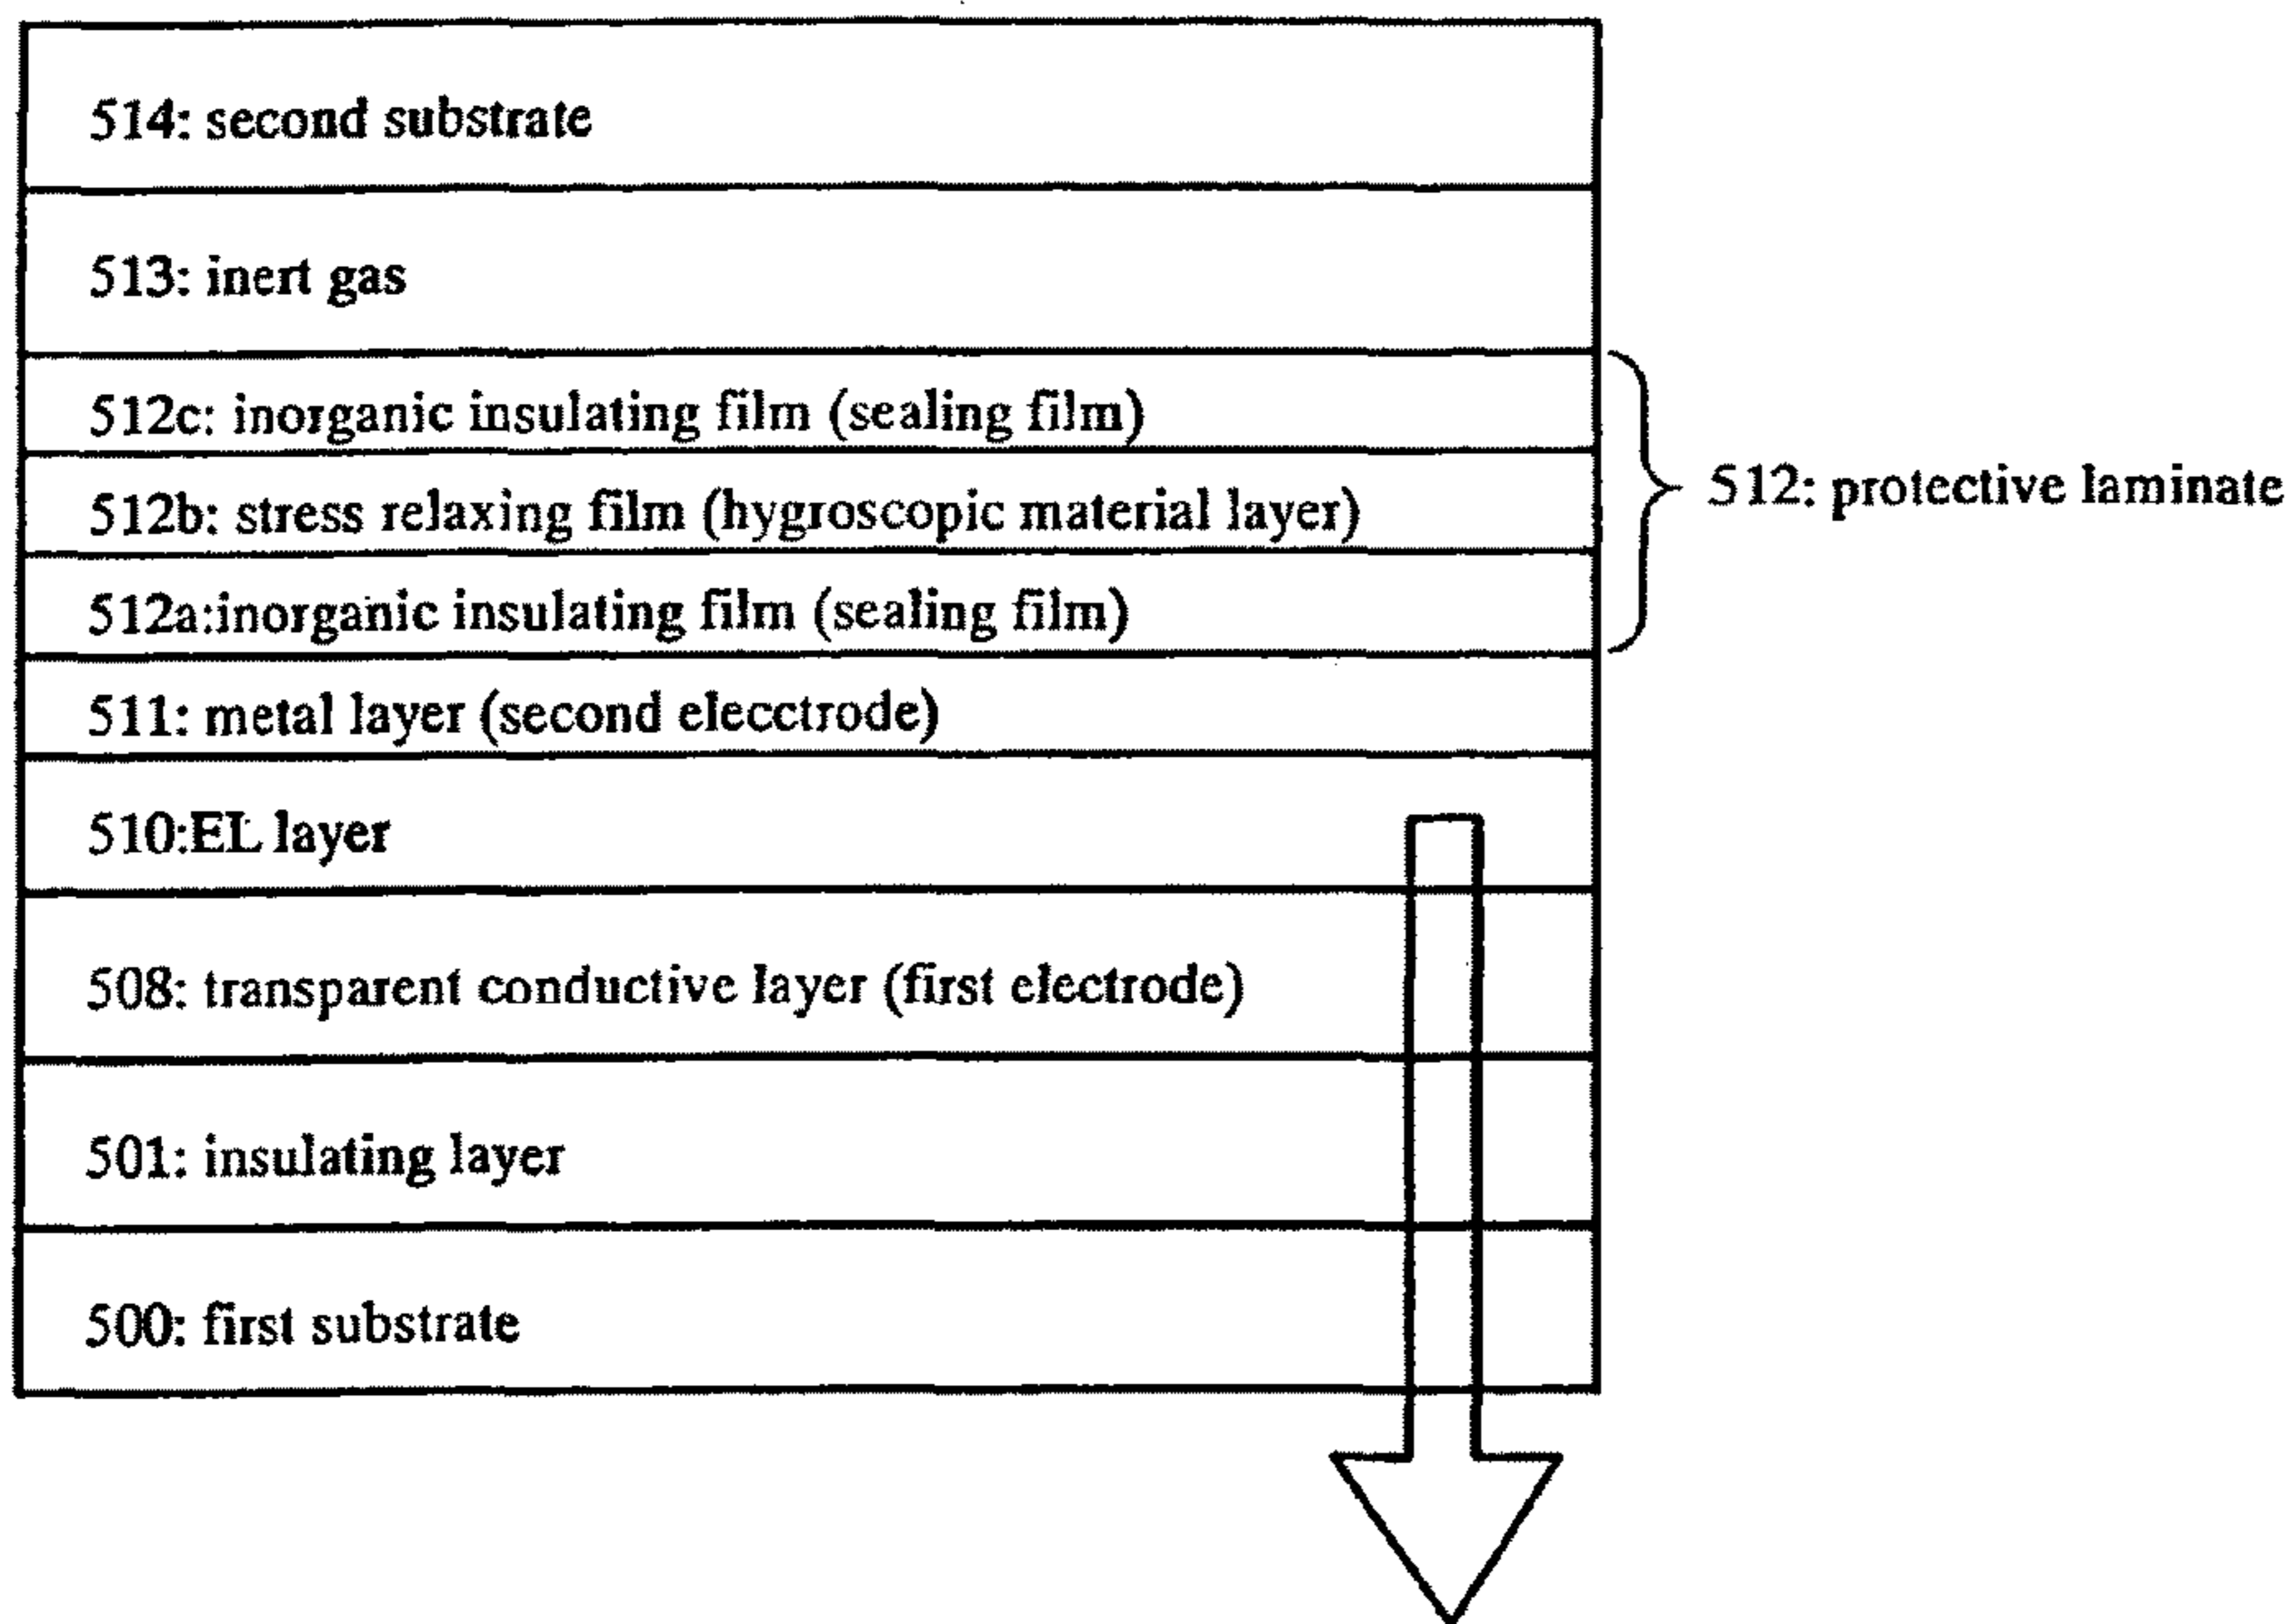 514: second substrate
513: inert gas
512c: inorganic insulating film (sealing film)
512b: stress relaxing film (hygroscopic material layer)
512: protective laminate
512a:inorganic insulating film (sealing film)
511: metal layer (second elecctrode)
510:EL layer
508: transparent conductive layer (first electrode)
501: insulating layer
500: first substrate